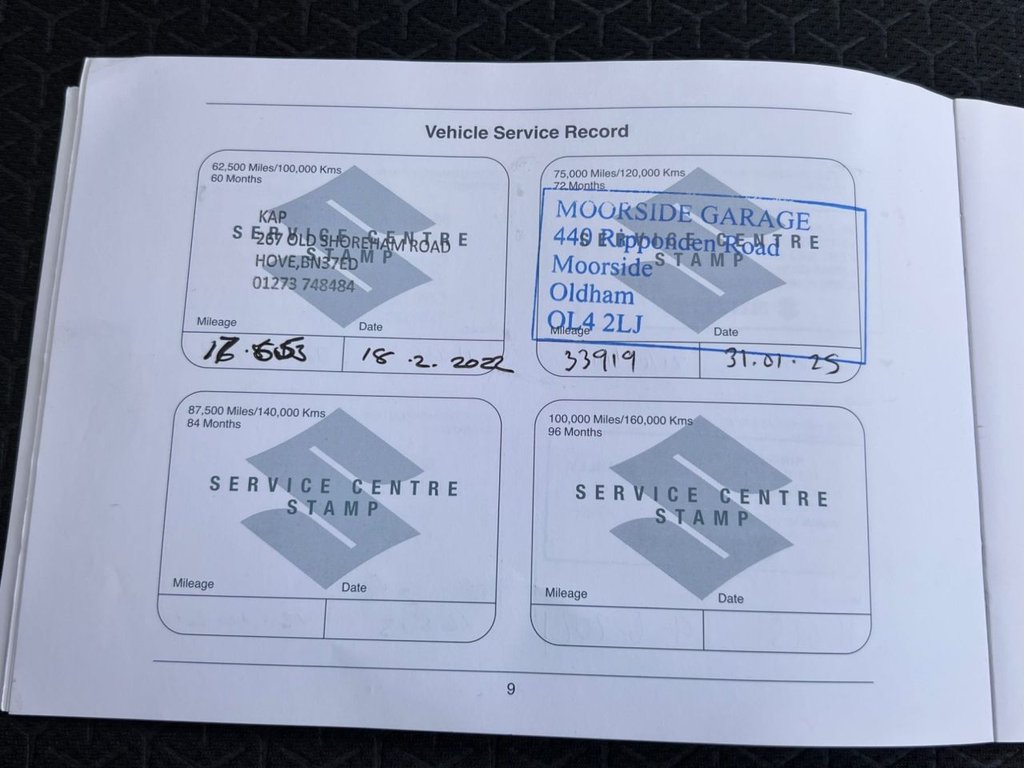 Vehicle Service Record
62,500 Miles/100,000 Kms
60 Months
KAP
SERVICE CENTRE
267 OLD SHOREHAM ROAD
STAMP
HOVE,BN37ED
01273 748484
Mileage
Date
18.2.2022
75,000 Miles/120,000 Kms
72 Months
MOORSIDE GARAGE
440 Ripponden Road
SERVICE CENTRE
STAMP
Moorside
Oldham
OL4 2LJ
Mileage
Date
33919
31.01.25
87,500 Miles/140,000 Kms
84 Months
SERVICE CENTRE
STAMP
Mileage
Date
100,000 Miles/160,000 Kms
96 Months
SERVICE CENTRE
STAMP
Mileage
Date
9